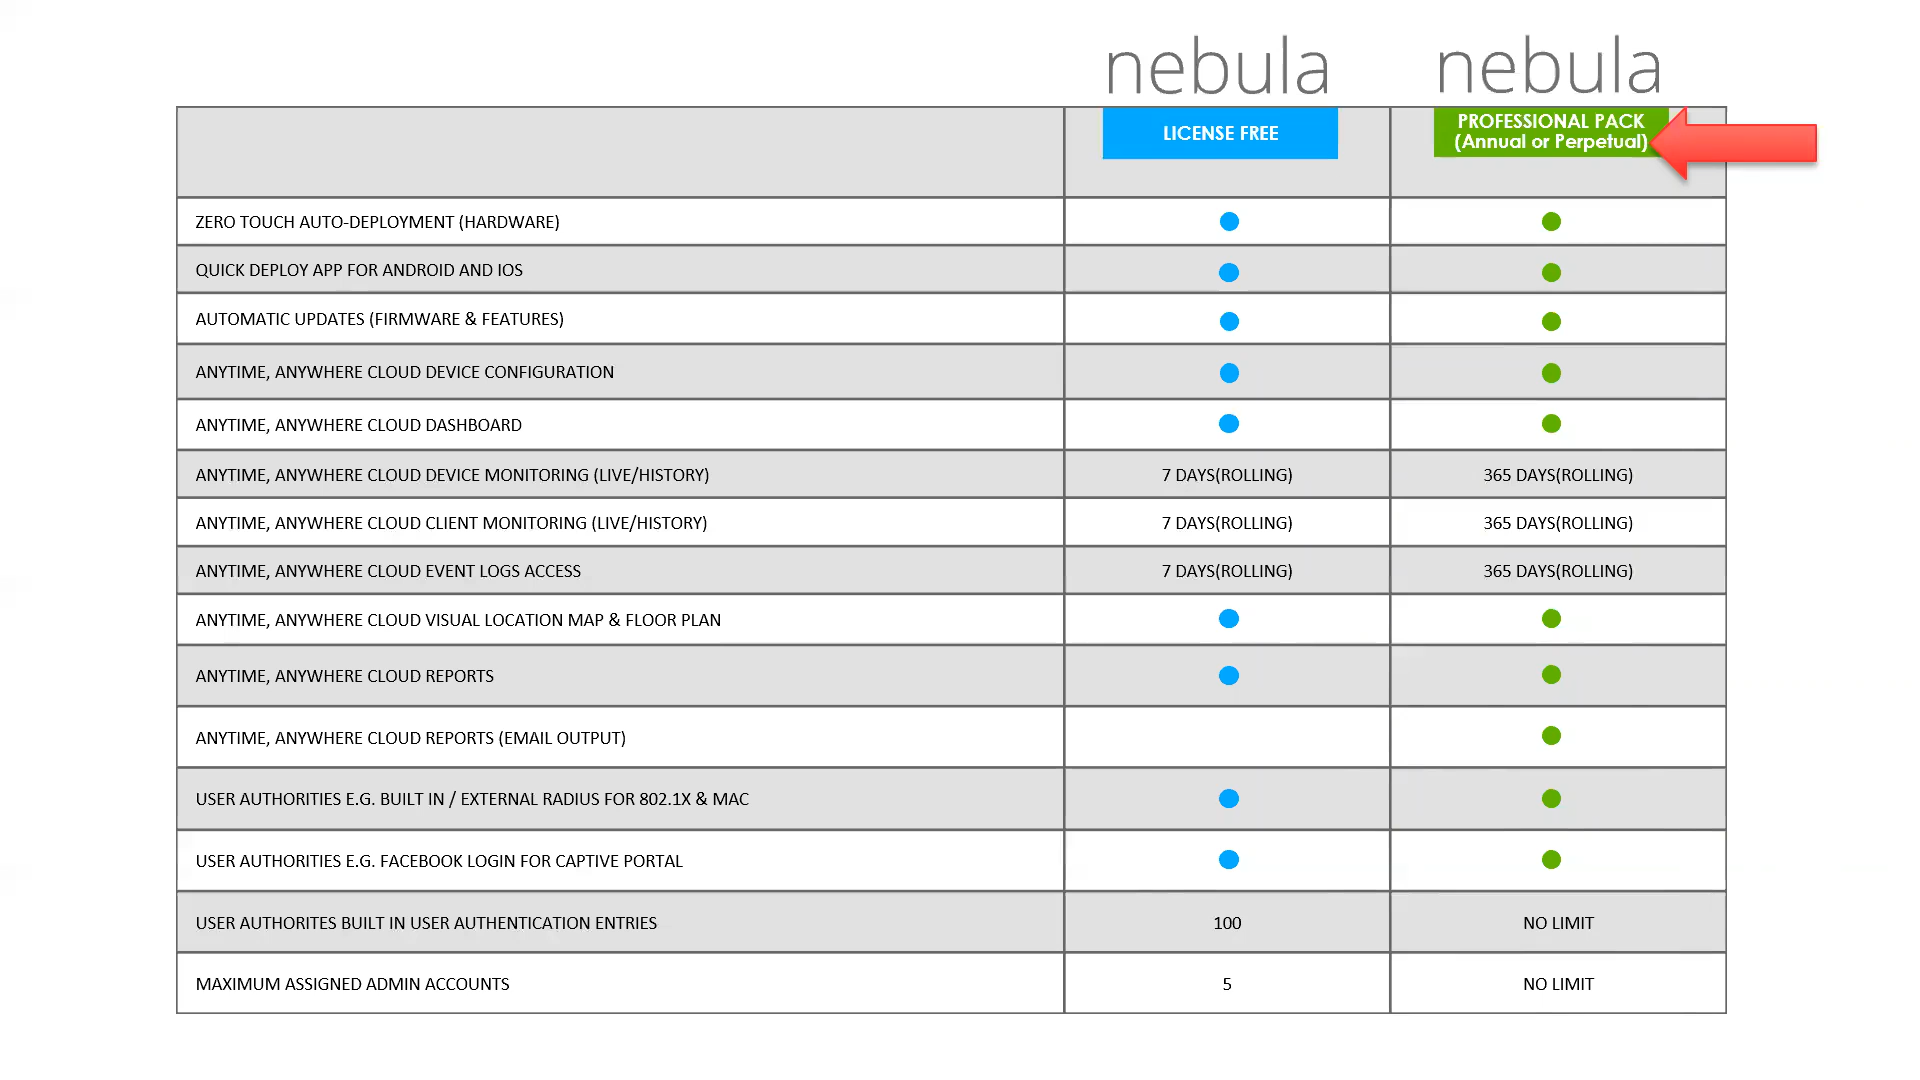 nebula nebula
LICENSE FREE
PROFESSIONAL PACK
(Annual or Perpetual)
ZERO TOUCH AUTO-DEPLOYMENT (HARDWARE)
QUICK DEPLOY APP FOR ANDROID AND IOS
AUTOMATIC UPDATES (FIRMWARE & FEATURES)
ANYTIME, ANYWHERE CLOUD DEVICE CONFIGURATION
ANYTIME, ANYWHERE CLOUD DASHBOARD
ANYTIME, ANYWHERE CLOUD DEVICE MONITORING (LIVE/HISTORY) 7 DAYS(ROLLING) 365 DAYS(ROLLING)
ANYTIME, ANYWHERE CLOUD CLIENT MONITORING (LIVE/HISTORY) 7 DAYS(ROLLING) 365 DAYS(ROLLING)
ANYTIME, ANYWHERE CLOUD EVENT LOGS ACCESS 7 DAYS(ROLLING) 365 DAYS(ROLLING)
ANYTIME, ANYWHERE CLOUD VISUAL LOCATION MAP & FLOOR PLAN
ANYTIME, ANYWHERE CLOUD REPORTS
ANYTIME, ANYWHERE CLOUD REPORTS (EMAIL OUTPUT)
USER AUTHORITIES E.G. BUILT IN / EXTERNAL RADIUS FOR 802.1X & MAC
USER AUTHORITIES E.G. FACEBOOK LOGIN FOR CAPTIVE PORTAL
USER AUTHORITES BUILT IN USER AUTHENTICATION ENTRIES 100 NO LIMIT
MAXIMUM ASSIGNED ADMIN ACCOUNTS 5 NO LIMIT